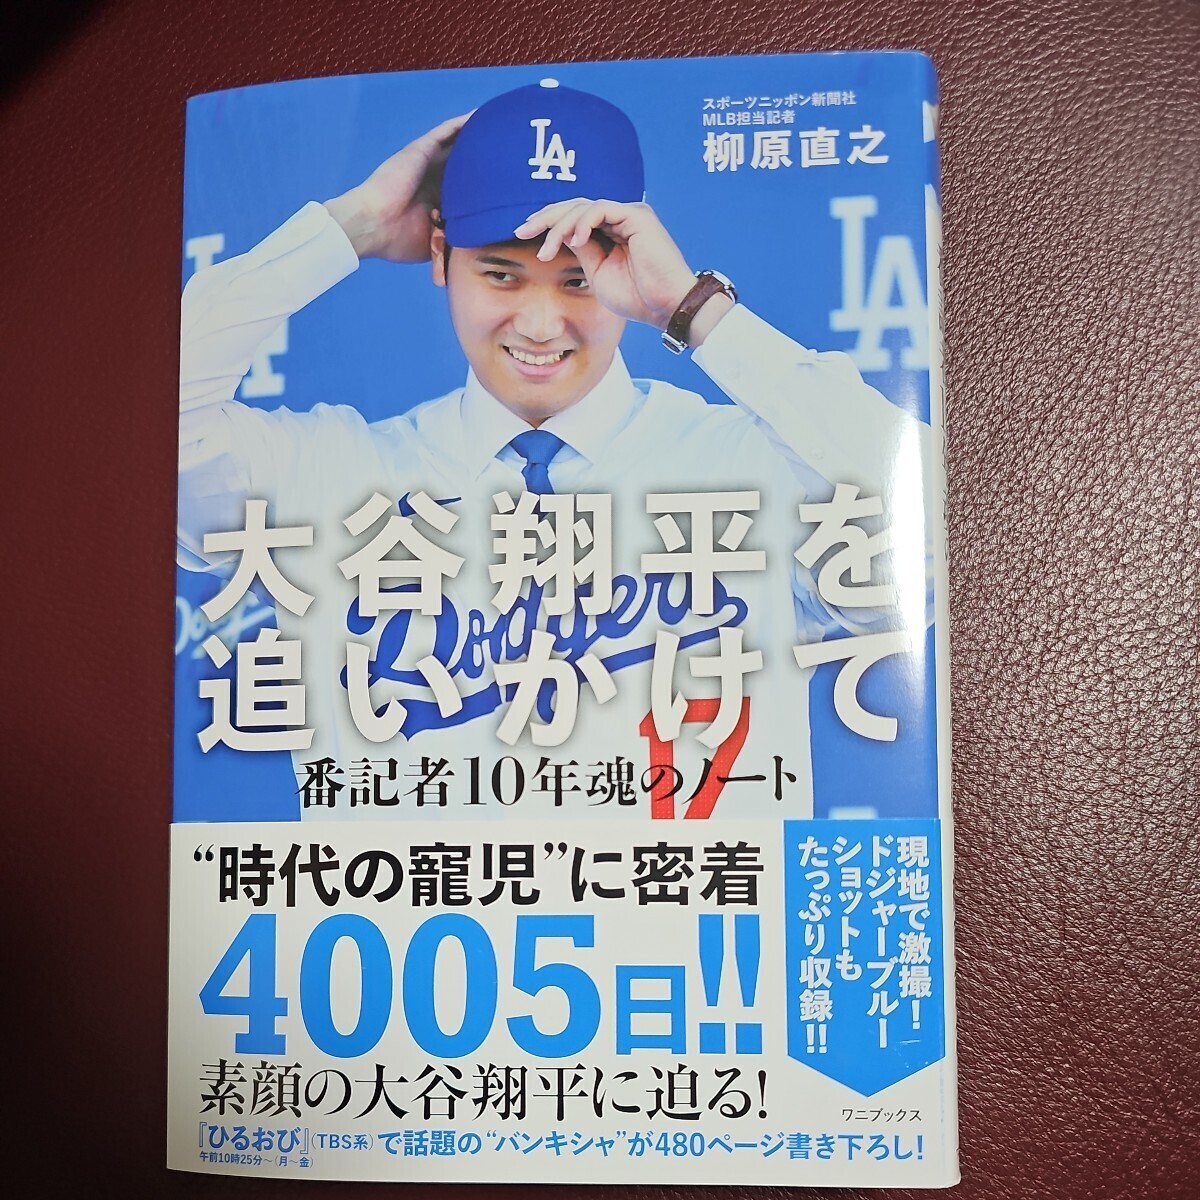 スポーツニッポン新聞社
MLB担当記者
柳原直之
LA
LA
LA
Dodgers
17
大谷翔平を
追いかけて
番記者10年魂のノート
“時代の寵児”に密着
4005日!!
素顔の大谷翔平に迫る!
『ひるおび』(TBS系)で話題の“バンキシャ”が480ページ書き下ろし!
午前10時25分~(月~金)
現地で激撮!
ドジャーブルー
ショットも
たっぷり収録!!
ワニブックス